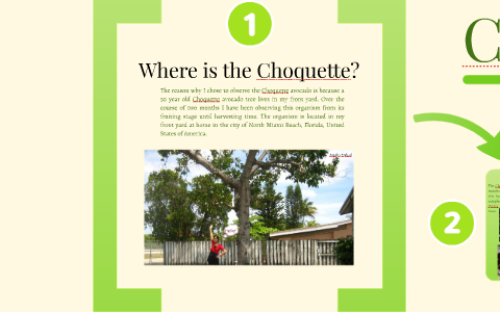 1
Where is the Choquette?
The reason why I chose to observe the Choquette avocado is because a
20 year old Choquette avocado tree lives in my front yard. Over the
course of two months I have been observing this organism from its
fruiting stage until harvesting time. The organism is located in my
front yard at home in the city of North Miami Beach, Florida, United
States of America.
C
2